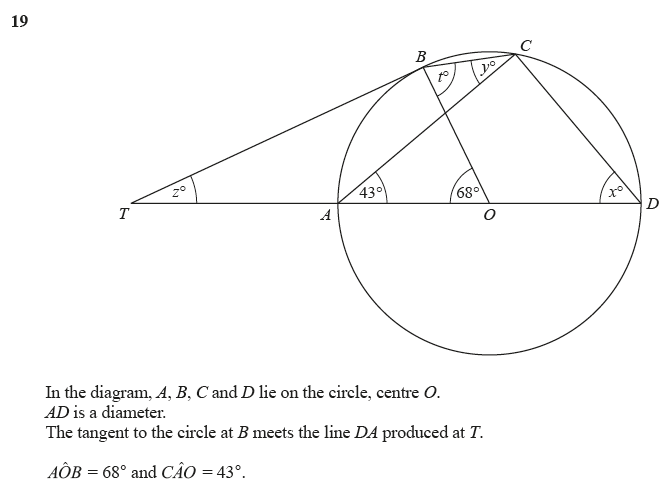 19
B
C
t° y°
z° 43° 68° x°
T A O D
In the diagram, A, B, C and D lie on the circle, centre O.
AD is a diameter.
The tangent to the circle at B meets the line DA produced at T.
AÔB = 68° and CÂO = 43°.